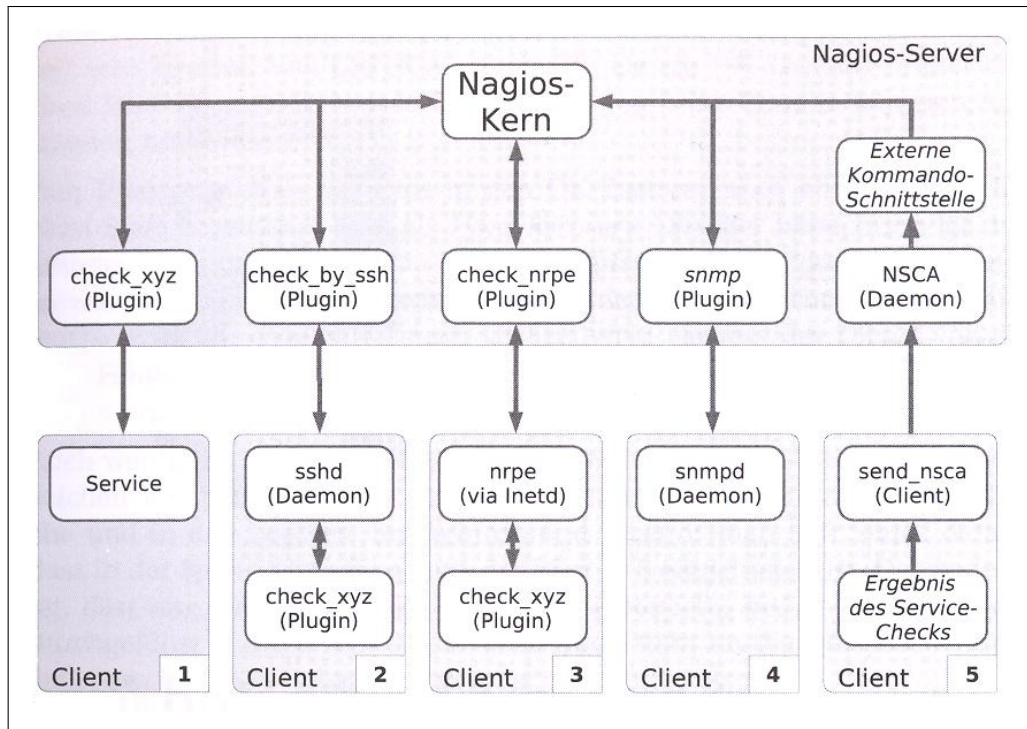 Nagios-Server
Nagios-
Kern
Externe
Kommando-
Schnittstelle
check_xyz
(Plugin)
check_by_ssh
(Plugin)
check_nrpe
(Plugin)
snmp
(Plugin)
NSCA
(Daemon)
Service
sshd
(Daemon)
nrpe
(via Inetd)
snmpd
(Daemon)
send_nsca
(Client)
check_xyz
(Plugin)
check_xyz
(Plugin)
Ergebnis
des Service-
Checks
Client 1
Client 2
Client 3
Client 4
Client 5